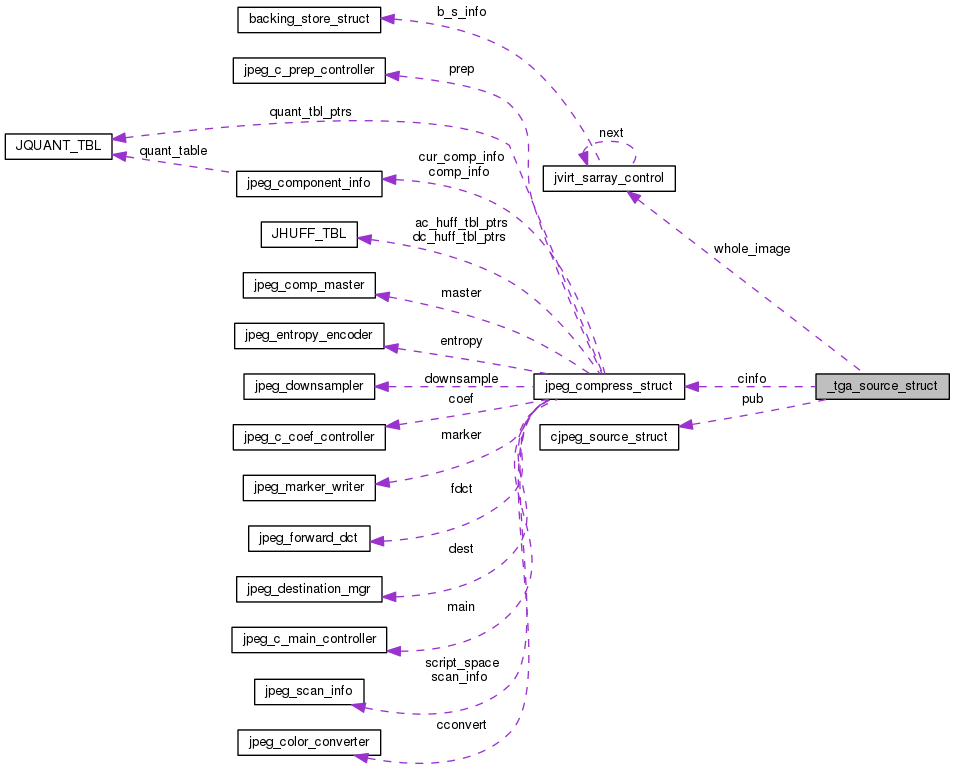 backing_store_struct
b_s_info
jpeg_c_prep_controller
prep
quant_tbl_ptrs
JQUANT_TBL
quant_table
next
cur_comp_info
comp_info
jpeg_component_info
jvirt_sarray_control
JHUFF_TBL
ac_huff_tbl_ptrs
dc_huff_tbl_ptrs
whole_image
jpeg_comp_master
master
jpeg_entropy_encoder
entropy
jpeg_downsampler
downsample
jpeg_compress_struct
cinfo
_tga_source_struct
coef
pub
jpeg_c_coef_controller
marker
cjpeg_source_struct
jpeg_marker_writer
fdct
jpeg_forward_dct
dest
jpeg_destination_mgr
main
jpeg_c_main_controller
script_space
scan_info
jpeg_scan_info
cconvert
jpeg_color_converter